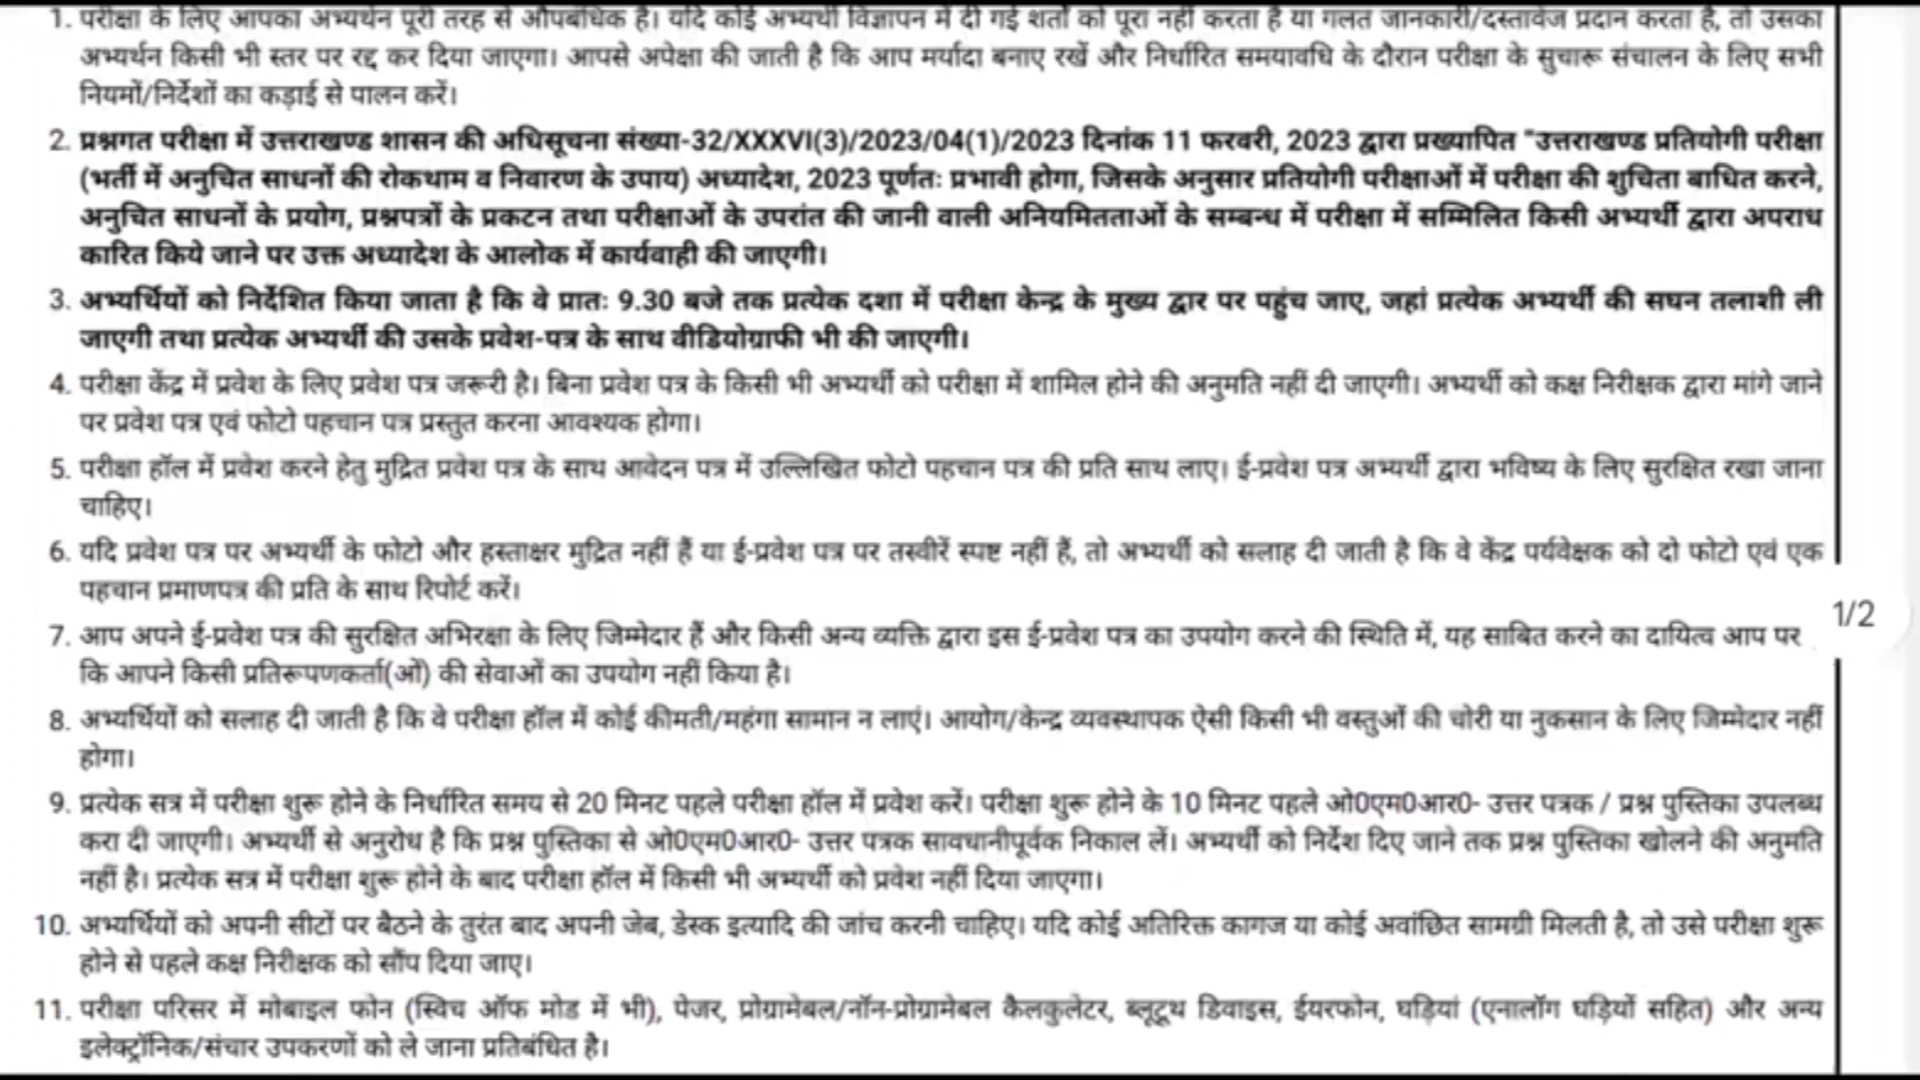 1. परीक्षा के लिए आपका अभ्यर्थन पूरी तरह से औपबंधिक है। यदि कोई अभ्यर्थी विज्ञापन में दी गई शर्तों को पूरा नहीं करता है या गलत जानकारी/दस्तावेज प्रदान करता है, तो उसका
अभ्यर्थन किसी भी स्तर पर रद्द कर दिया जाएगा। आपसे अपेक्षा की जाती है कि आप मर्यादा बनाए रखें और निर्धारित समयावधि के दौरान परीक्षा के सुचारू संचालन के लिए सभी
नियमों/निर्देशों का कड़ाई से पालन करें।
2. प्रश्नगत परीक्षा में उत्तराखण्ड शासन की अधिसूचना संख्या-32/XXXVI(3)/2023/04(1)/2023 दिनांक 11 फरवरी, 2023 द्वारा प्रख्यापित "उत्तराखण्ड प्रतियोगी परीक्षा
(भर्ती में अनुचित साधनों की रोकथाम व निवारण के उपाय) अध्यादेश, 2023 पूर्णतः प्रभावी होगा, जिसके अनुसार प्रतियोगी परीक्षाओं में परीक्षा की शुचिता बाधित करने,
अनुचित साधनों के प्रयोग, प्रश्नपत्रों के प्रकटन तथा परीक्षाओं के उपरांत की जानी वाली अनियमितताओं के सम्बन्ध में परीक्षा में सम्मिलित किसी अभ्यर्थी द्वारा अपराध
कारित किये जाने पर उक्त अध्यादेश के आलोक में कार्यवाही की जाएगी।
3. अभ्यर्थियों को निर्देशित किया जाता है कि वे प्रातः 9.30 बजे तक प्रत्येक दशा में परीक्षा केन्द्र के मुख्य द्वार पर पहुंच जाए, जहां प्रत्येक अभ्यर्थी की सघन तलाशी ली
जाएगी तथा प्रत्येक अभ्यर्थी की उसके प्रवेश-पत्र के साथ वीडियोग्राफी भी की जाएगी।
4. परीक्षा केंद्र में प्रवेश के लिए प्रवेश पत्र जरूरी है। बिना प्रवेश पत्र के किसी भी अभ्यर्थी को परीक्षा में शामिल होने की अनुमति नहीं दी जाएगी। अभ्यर्थी को कक्ष निरीक्षक द्वारा मांगे जाने
पर प्रवेश पत्र एवं फोटो पहचान पत्र प्रस्तुत करना आवश्यक होगा।
5. परीक्षा हॉल में प्रवेश करने हेतु मुद्रित प्रवेश पत्र के साथ आवेदन पत्र में उल्लिखित फोटो पहचान पत्र की प्रति साथ लाए। ई-प्रवेश पत्र अभ्यर्थी द्वारा भविष्य के लिए सुरक्षित रखा जाना
चाहिए।
6. यदि प्रवेश पत्र पर अभ्यर्थी के फोटो और हस्ताक्षर मुद्रित नहीं हैं या ई-प्रवेश पत्र पर तस्वीरें स्पष्ट नहीं हैं, तो अभ्यर्थी को सलाह दी जाती है कि वे केंद्र पर्यवेक्षक को दो फोटो एवं एक
पहचान प्रमाणपत्र की प्रति के साथ रिपोर्ट करें।
1/2
7. आप अपने ई-प्रवेश पत्र की सुरक्षित अभिरक्षा के लिए जिम्मेदार हैं और किसी अन्य व्यक्ति द्वारा इस ई-प्रवेश पत्र का उपयोग करने की स्थिति में, यह साबित करने का दायित्व आप पर
कि आपने किसी प्रतिरूपणकर्ता(ओं) की सेवाओं का उपयोग नहीं किया है।
8. अभ्यर्थियों को सलाह दी जाती है कि वे परीक्षा हॉल में कोई कीमती/महंगा सामान न लाएं। आयोग/केन्द्र व्यवस्थापक ऐसी किसी भी वस्तुओं की चोरी या नुकसान के लिए जिम्मेदार नहीं
होगा।
9. प्रत्येक सत्र में परीक्षा शुरू होने के निर्धारित समय से 20 मिनट पहले परीक्षा हॉल में प्रवेश करें। परीक्षा शुरू होने के 10 मिनट पहले ओ0एम0आर0- उत्तर पत्रक / प्रश्न पुस्तिका उपलब्ध
करा दी जाएगी। अभ्यर्थी से अनुरोध है कि प्रश्न पुस्तिका से ओ0एम0आर0- उत्तर पत्रक सावधानीपूर्वक निकाल लें। अभ्यर्थी को निर्देश दिए जाने तक प्रश्न पुस्तिका खोलने की अनुमति
नहीं है। प्रत्येक सत्र में परीक्षा शुरू होने के बाद परीक्षा हॉल में किसी भी अभ्यर्थी को प्रवेश नहीं दिया जाएगा।
10. अभ्यर्थियों को अपनी सीटों पर बैठने के तुरंत बाद अपनी जेब, डेस्क इत्यादि की जांच करनी चाहिए। यदि कोई अतिरिक्त कागज या कोई अवांछित सामग्री मिलती है, तो उसे परीक्षा शुरू
होने से पहले कक्ष निरीक्षक को सौंप दिया जाए।
11. परीक्षा परिसर में मोबाइल फोन (स्विच ऑफ मोड में भी), पेजर, प्रोग्रामेबल/नॉन-प्रोग्रामेबल कैलकुलेटर, ब्लूटूथ डिवाइस, ईयरफोन, घड़ियां (एनालॉग घड़ियों सहित) और अन्य
इलेक्ट्रॉनिक/संचार उपकरणों को ले जाना प्रतिबंधित है।